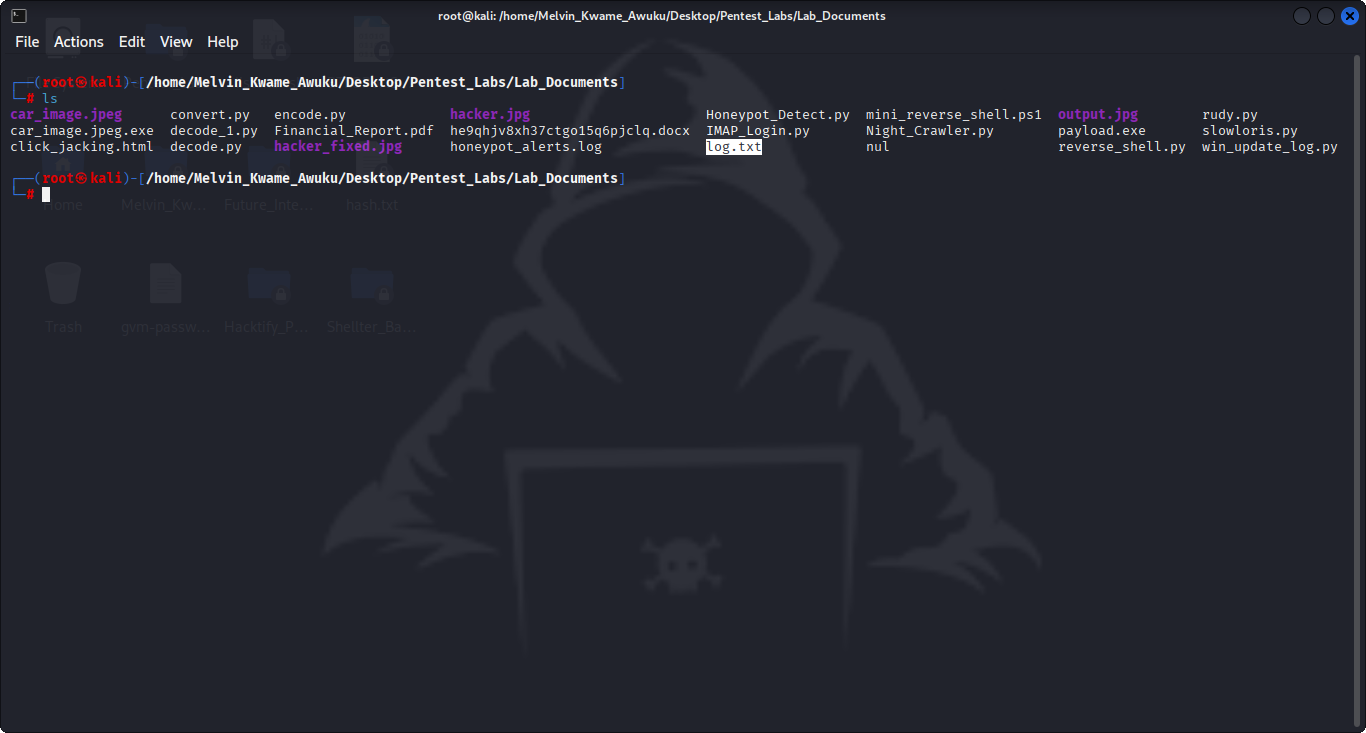 root@kali: /home/Melvin_Kwame_Awuku/Desktop/Pentest_Labs/Lab_Documents
File Actions Edit View Help
┌──(root㉿kali)-[/home/Melvin_Kwame_Awuku/Desktop/Pentest_Labs/Lab_Documents]
└─# ls
car_image.jpeg convert.py encode.py hacker.jpg Honeypot_Detect.py mini_reverse_shell.ps1 output.jpg rudy.py
car_image.jpeg.exe decode_1.py Financial_Report.pdf he9qhjv8xh37ctgo15q6pjclq.docx IMAP_Login.py Night_Crawler.py payload.exe slowloris.py
click_jacking.html decode.py hacker_fixed.jpg honeypot_alerts.log log.txt nul reverse_shell.py win_update_log.py
┌──(root㉿kali)-[/home/Melvin_Kwame_Awuku/Desktop/Pentest_Labs/Lab_Documents]
└─#
Home Melvin_Kw... Future_Inte... hash.txt
Trash gvm-passw... Hacktify_P... Shellter_Ba...